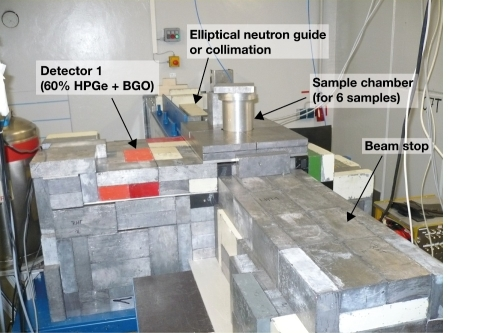 Elliptical neutron guide
or collimation
Detector 1
(60% HPGe + BGO)
Sample chamber
(for 6 samples)
Beam stop